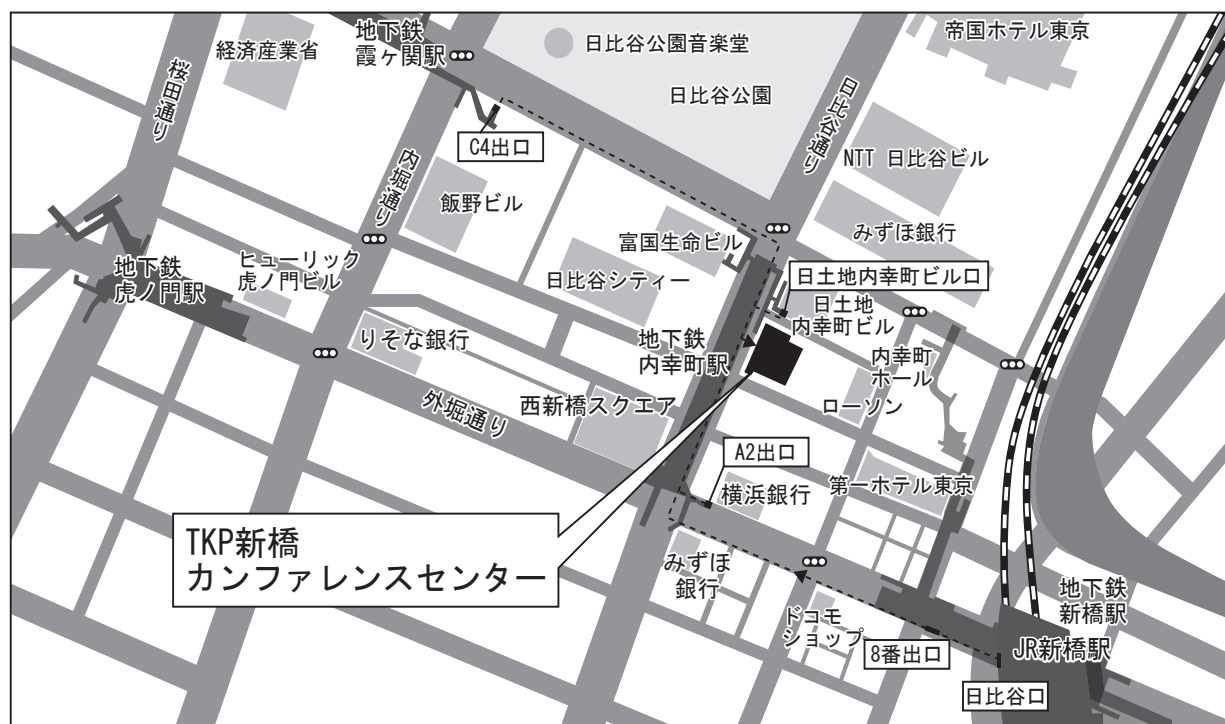 経済産業省
地下鉄
霞ヶ関駅
日比谷公園音楽堂
帝国ホテル東京
桜田通り
日比谷公園
日比谷通り
C4出口
内堀通り
NTT 日比谷ビル
飯野ビル
富国生命ビル
みずほ銀行
地下鉄
虎ノ門駅
ヒューリック
虎ノ門ビル
日比谷シティー
日土地内幸町ビル口
日土地
内幸町ビル
りそな銀行
地下鉄
内幸町駅
内幸町
ホール
西新橋スクエア
ローソン
外堀通り
A2出口
横浜銀行
第一ホテル東京
TKP新橋
カンファレンスセンター
みずほ
銀行
ドコモ
ショップ
地下鉄
新橋駅
8番出口
JR新橋駅
日比谷口